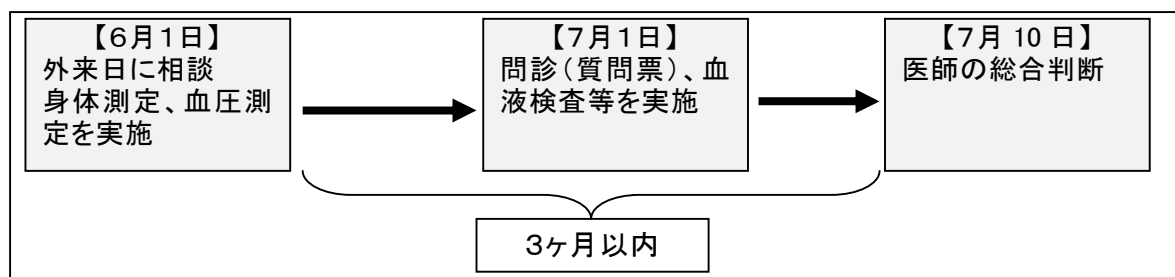 【6月1日】
外来日に相談
身体測定、血圧測
定を実施
【7月1日】
問診(質問票)、血
液検査等を実施
【7月 10 日】
医師の総合判断
3ヶ月以内